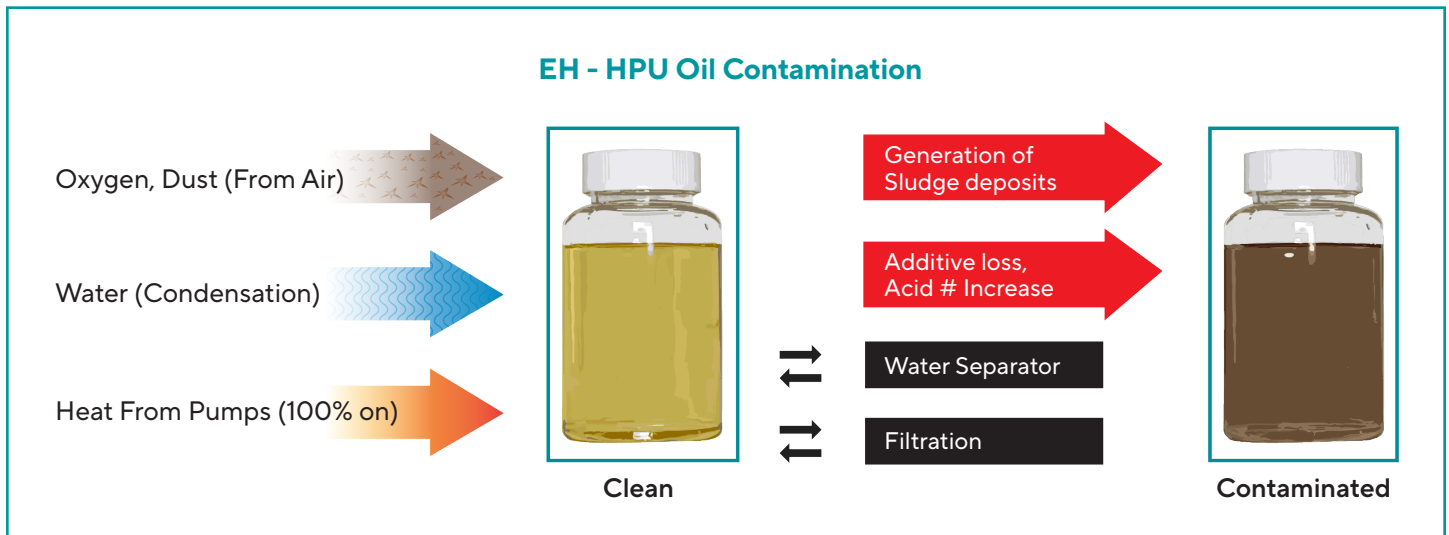 EH - HPU Oil Contamination
Oxygen, Dust (From Air)
Water (Condensation)
Heat From Pumps (100% on)
Clean
Generation of
Sludge deposits
Additive loss,
Acid # Increase
Water Separator
Filtration
Contaminated